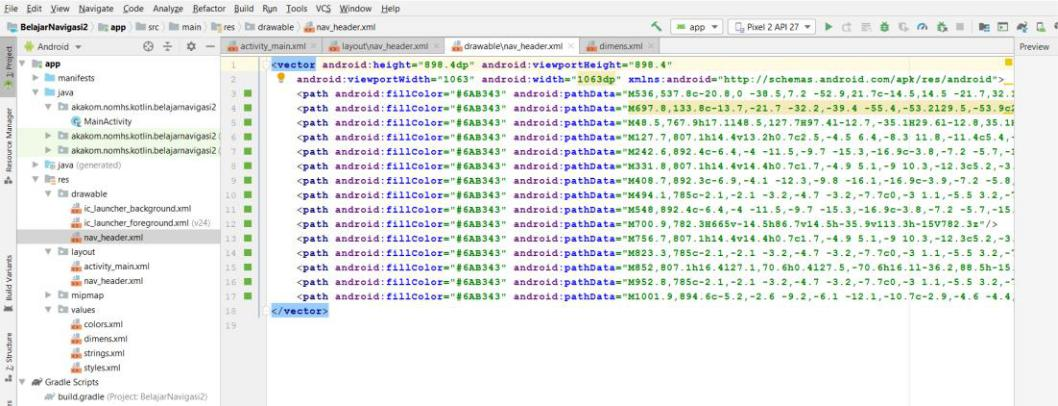 File Edit View Navigate Code Analyze Refactor Build Run Tools VCS Window Help
BelajarNavigasi2 app src main res drawable nav_header.xml
app Pixel 2 API 27
Android
activity_main.xml layout\nav_header.xml drawable\nav_header.xml dimens.xml
Preview
1: Project
Resource Manager
Build Variants
Z: Structure
app
manifests
java
akakom.nomhs.kotlin.belajarnavigasi2
MainActivity
akakom.nomhs.kotlin.belajarnavigasi2
akakom.nomhs.kotlin.belajarnavigasi2
java (generated)
res
drawable
ic_launcher_background.xml
ic_launcher_foreground.xml (v24)
nav_header.xml
layout
activity_main.xml
nav_header.xml
mipmap
values
colors.xml
dimens.xml
strings.xml
styles.xml
Gradle Scripts
build.gradle (Project: BelajarNavigasi2)
1 <vector android:height="898.4dp" android:viewportHeight="898.4"
2 android:viewportWidth="1063" android:width="1063dp" xmlns:android="http://schemas.android.com/apk/res/android">
3 <path android:fillColor="#6AB343" android:pathData="M536,537.8c-20.8,0 -38.5,7.2 -52.9,21.7c-14.5,14.5 -21.7,32.1
4 <path android:fillColor="#6AB343" android:pathData="M697.8,133.8c-13.7,-21.7 -32.2,-39.4 -55.4,-53.2129.5,-53.9c2
5 <path android:fillColor="#6AB343" android:pathData="M48.5,767.9h17.1148.5,127.7H97.41-12.7,-35.1H29.61-12.8,35.1H
6 <path android:fillColor="#6AB343" android:pathData="M127.7,807.1h14.4v13.2h0.7c2.5,-4.5 6.4,-8.3 11.8,-11.4c5.4,-
7 <path android:fillColor="#6AB343" android:pathData="M242.6,892.4c-6.4,-4 -11.5,-9.7 -15.3,-16.9c-3.8,-7.2 -5.7,-1
8 <path android:fillColor="#6AB343" android:pathData="M331.8,807.1h14.4v14.4h0.7c1.7,-4.9 5.1,-9 10.3,-12.3c5.2,-3.
9 <path android:fillColor="#6AB343" android:pathData="M408.7,892.3c-6.9,-4.1 -12.3,-9.8 -16.1,-16.9c-3.9,-7.2 -5.8,
10 <path android:fillColor="#6AB343" android:pathData="M494.1,785c-2.1,-2.1 -3.2,-4.7 -3.2,-7.7c0,-3 1.1,-5.5 3.2,-7
11 <path android:fillColor="#6AB343" android:pathData="M548,892.4c-6.4,-4 -11.5,-9.7 -15.3,-16.9c-3.8,-7.2 -5.7,-15.
12 <path android:fillColor="#6AB343" android:pathData="M700.9,782.3H665v-14.5h86.7v14.5h-35.9v113.3h-15V782.3z"/>
13 <path android:fillColor="#6AB343" android:pathData="M756.7,807.1h14.4v14.4h0.7c1.7,-4.9 5.1,-9 10.3,-12.3c5.2,-3.
14 <path android:fillColor="#6AB343" android:pathData="M823.3,785c-2.1,-2.1 -3.2,-4.7 -3.2,-7.7c0,-3 1.1,-5.5 3.2,-7
15 <path android:fillColor="#6AB343" android:pathData="M852,807.1h16.4127.1,70.6h0.4127.5,-70.6h16.11-36.2,88.5h-15.
16 <path android:fillColor="#6AB343" android:pathData="M952.8,785c-2.1,-2.1 -3.2,-4.7 -3.2,-7.7c0,-3 1.1,-5.5 3.2,-7
17 <path android:fillColor="#6AB343" android:pathData="M1001.9,894.6c-5.2,-2.6 -9.2,-6.1 -12.1,-10.7c-2.9,-4.6 -4.4,
18 </vector>
19